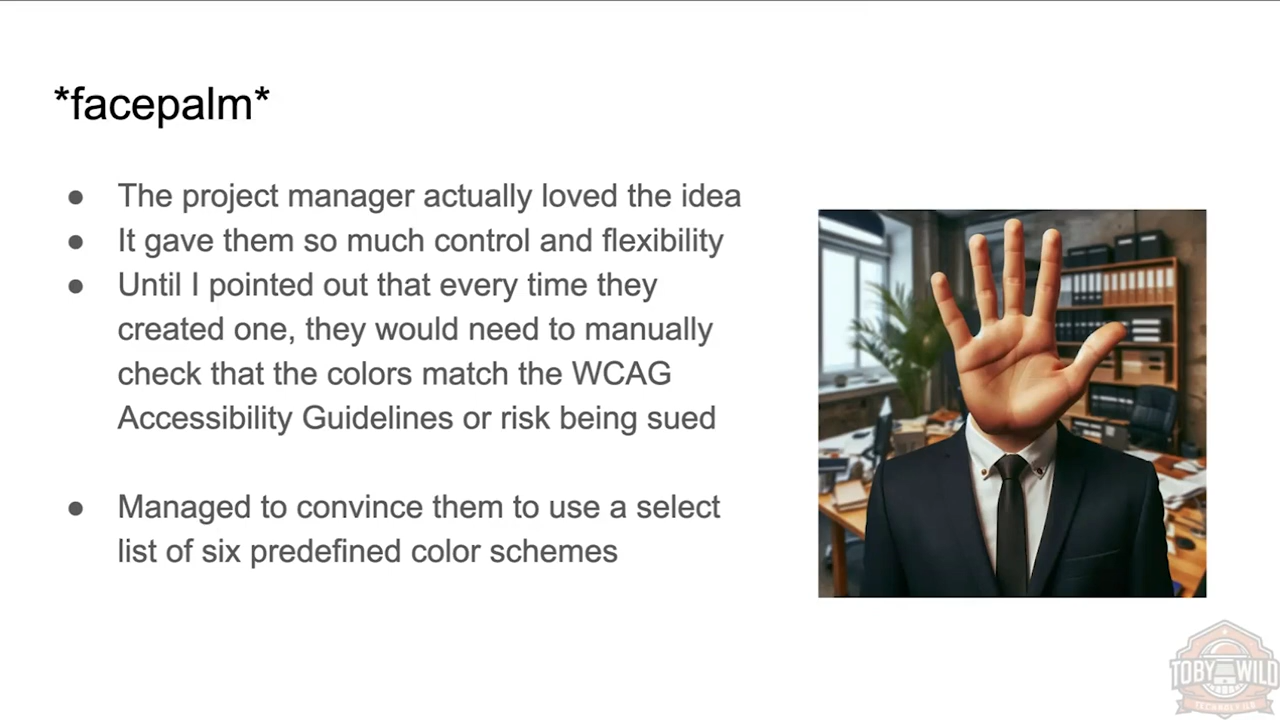 *facepalm*
● The project manager actually loved the idea
● It gave them so much control and flexibility
● Until I pointed out that every time they
created one, they would need to manually
check that the colors match the WCAG
Accessibility Guidelines or risk being sued
● Managed to convince them to use a select
list of six predefined color schemes
TOBY WILD